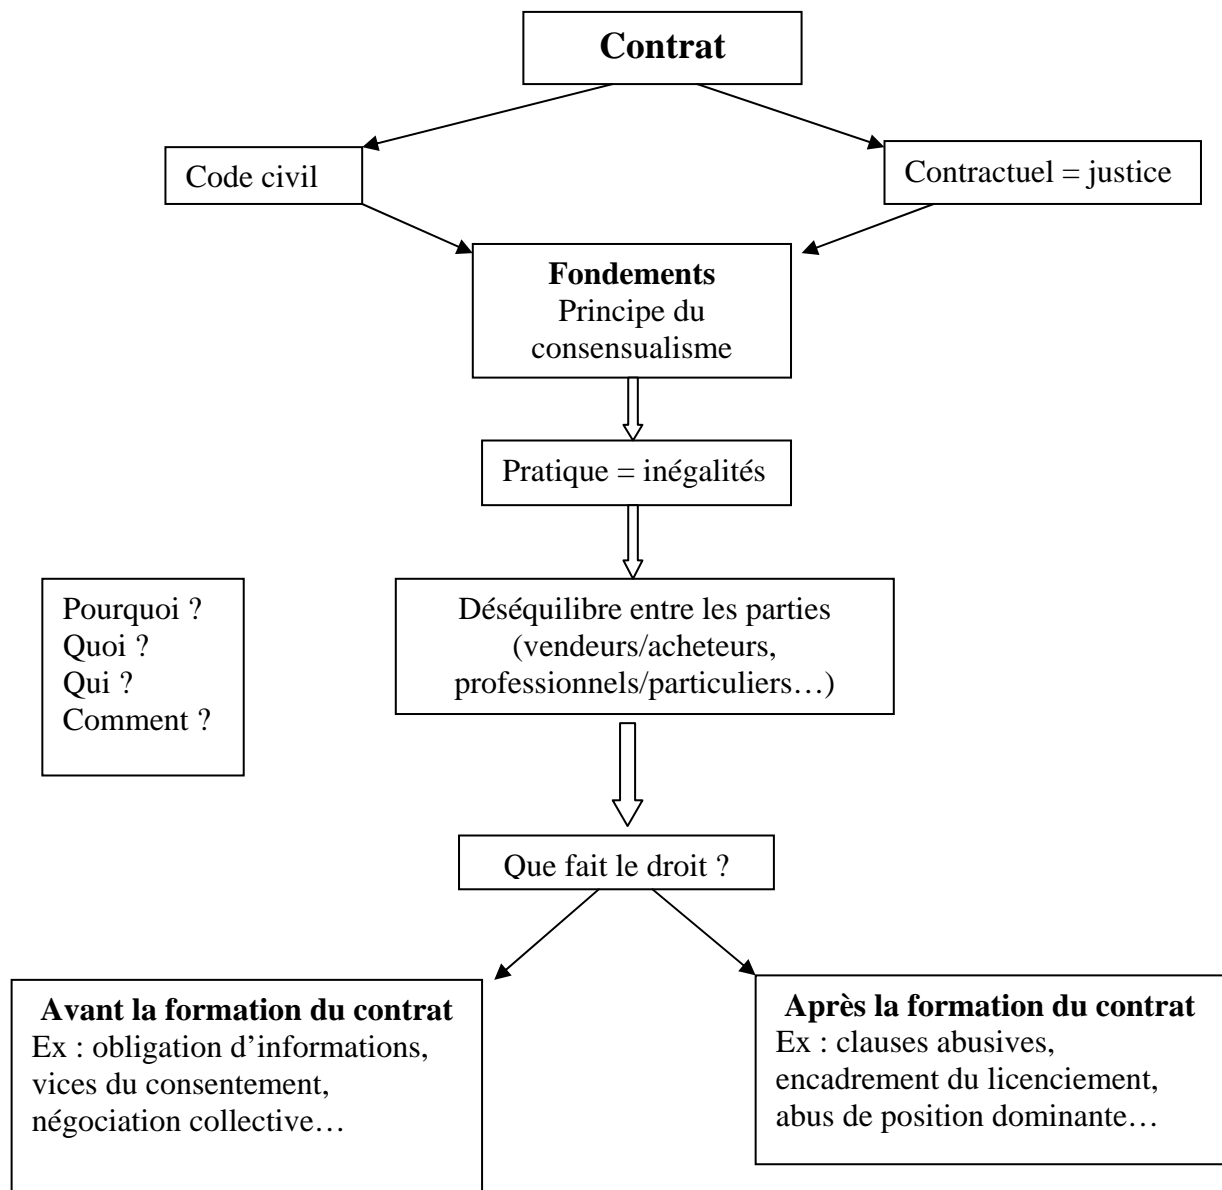 Contrat
Code civil
Contractuel = justice
Fondements
Principe du
consensualisme
Pratique = inégalités
Pourquoi ?
Quoi ?
Qui ?
Comment ?
Déséquilibre entre les parties
(vendeurs/acheteurs,
professionnels/particuliers…)
Que fait le droit ?
Avant la formation du contrat
Ex : obligation d’informations,
vices du consentement,
négociation collective…
Après la formation du contrat
Ex : clauses abusives,
encadrement du licenciement,
abus de position dominante…